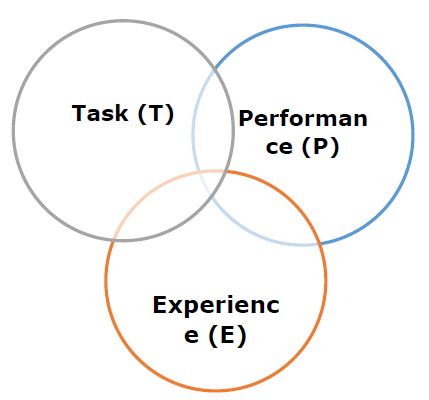 Task (T)
Performan
ce (P)
Experienc
e (E)